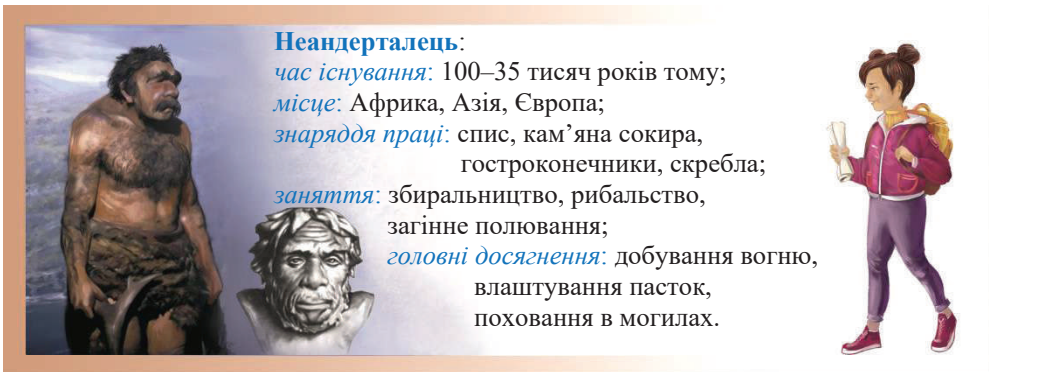 Неандерталець:
час існування: 100–35 тисяч років тому;
місце: Африка, Азія, Європа;
знаряддя праці: спис, кам’яна сокира,
гостроконечники, скребла;
заняття: збиральництво, рибальство,
загінне полювання;
головні досягнення: добування вогню,
влаштування пасток,
поховання в могилах.